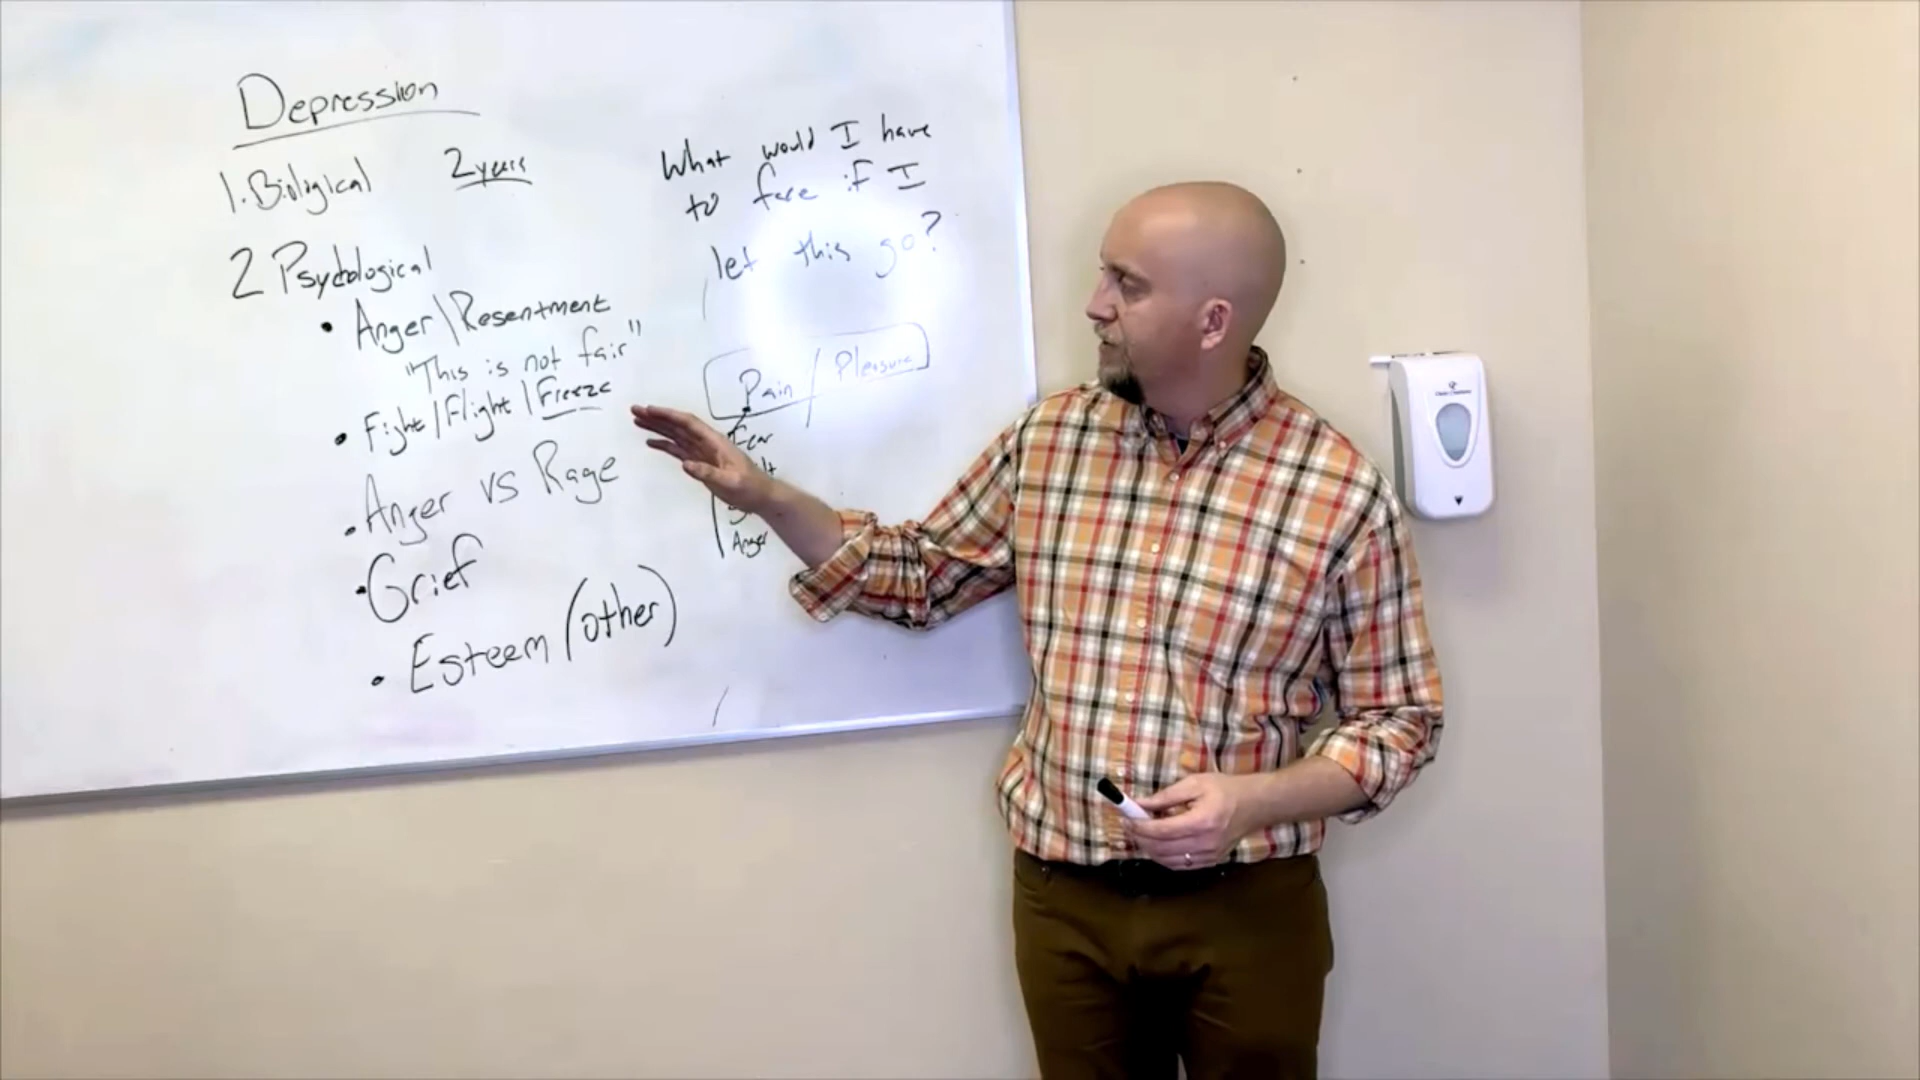 Depression
1. Biological 2 years
2 Psychological
• Anger\Resentment
"This is not fair"
• Fight/Flight/Freeze
• Anger vs Rage
• Grief
• Esteem (other)
What would I have
to face if I
let this go?
Pain / Pleasure
Fear
Anger